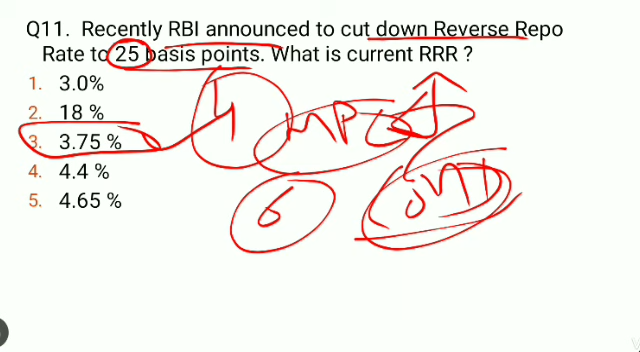 Q11. Recently RBI announced to cut down Reverse Repo
Rate to 25 basis points. What is current RRR ?
1. 3.0%
2. 18 %
3. 3.75 %
4. 4.4 %
5. 4.65 %
4 MPC
6